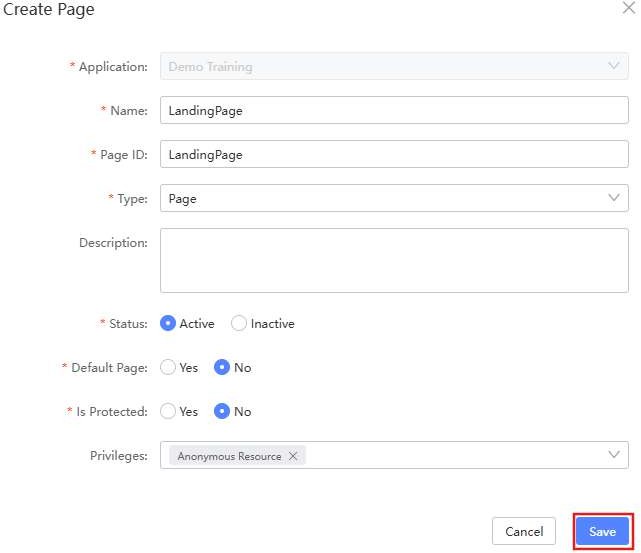 Create Page
* Application: Demo Training
* Name: LandingPage
* Page ID: LandingPage
* Type: Page
Description:
* Status: Active Inactive
* Default Page: Yes No
* Is Protected: Yes No
Privileges: Anonymous Resource
Cancel Save